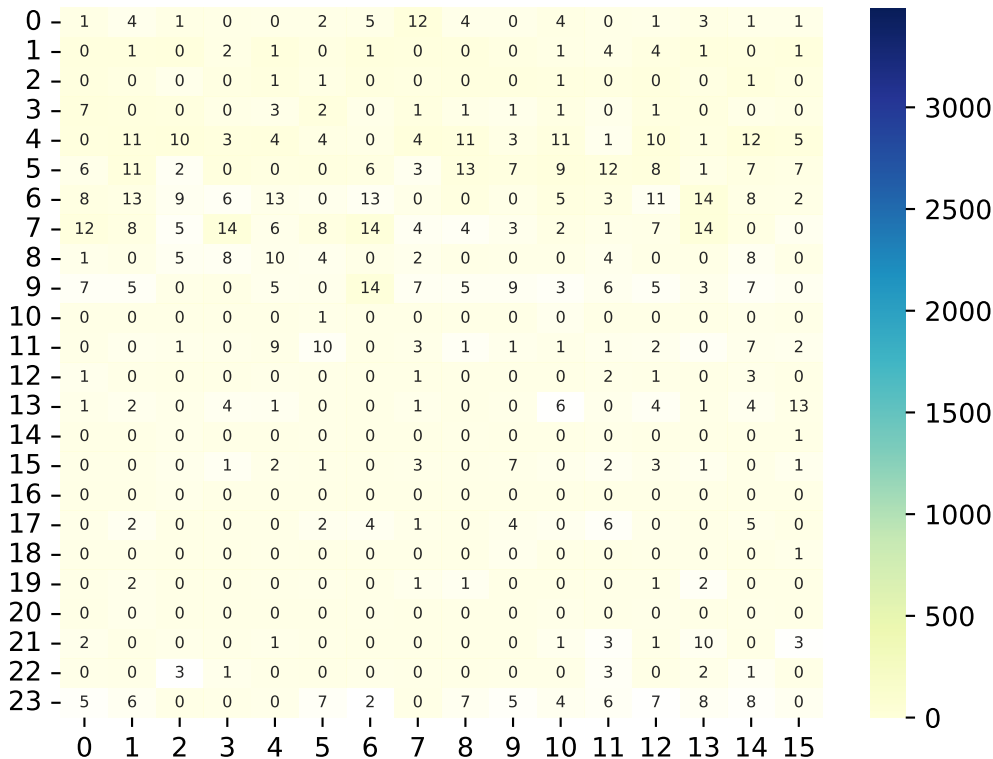 0 1 4 1 0 0 2 5 12 4 0 4 0 1 3 1 1
1 0 1 0 2 1 0 1 0 0 0 1 4 4 1 0 1
2 0 0 0 0 1 1 0 0 0 0 1 0 0 0 1 0
3 7 0 0 0 3 2 0 1 1 1 1 0 1 0 0 0
4 0 11 10 3 4 4 0 4 11 3 11 1 10 1 12 5
5 6 11 2 0 0 0 6 3 13 7 9 12 8 1 7 7
6 8 13 9 6 13 0 13 0 0 0 5 3 11 14 8 2
7 12 8 5 14 6 8 14 4 4 3 2 1 7 14 0 0
8 1 0 5 8 10 4 0 2 0 0 0 4 0 0 8 0
9 7 5 0 0 5 0 14 7 5 9 3 6 5 3 7 0
10 0 0 0 0 0 1 0 0 0 0 0 0 0 0 0 0
11 0 0 1 0 9 10 0 3 1 1 1 1 2 0 7 2
12 1 0 0 0 0 0 0 1 0 0 0 2 1 0 3 0
13 1 2 0 4 1 0 0 1 0 0 6 0 4 1 4 13
14 0 0 0 0 0 0 0 0 0 0 0 0 0 0 0 1
15 0 0 0 1 2 1 0 3 0 7 0 2 3 1 0 1
16 0 0 0 0 0 0 0 0 0 0 0 0 0 0 0 0
17 0 2 0 0 0 2 4 1 0 4 0 6 0 0 5 0
18 0 0 0 0 0 0 0 0 0 0 0 0 0 0 0 1
19 0 2 0 0 0 0 0 1 1 0 0 0 1 2 0 0
20 0 0 0 0 0 0 0 0 0 0 0 0 0 0 0 0
21 2 0 0 0 1 0 0 0 0 0 1 3 1 10 0 3
22 0 0 3 1 0 0 0 0 0 0 0 3 0 2 1 0
23 5 6 0 0 0 7 2 0 7 5 4 6 7 8 8 0
0 1 2 3 4 5 6 7 8 9 10 11 12 13 14 15
3000
2500
2000
1500
1000
500
0